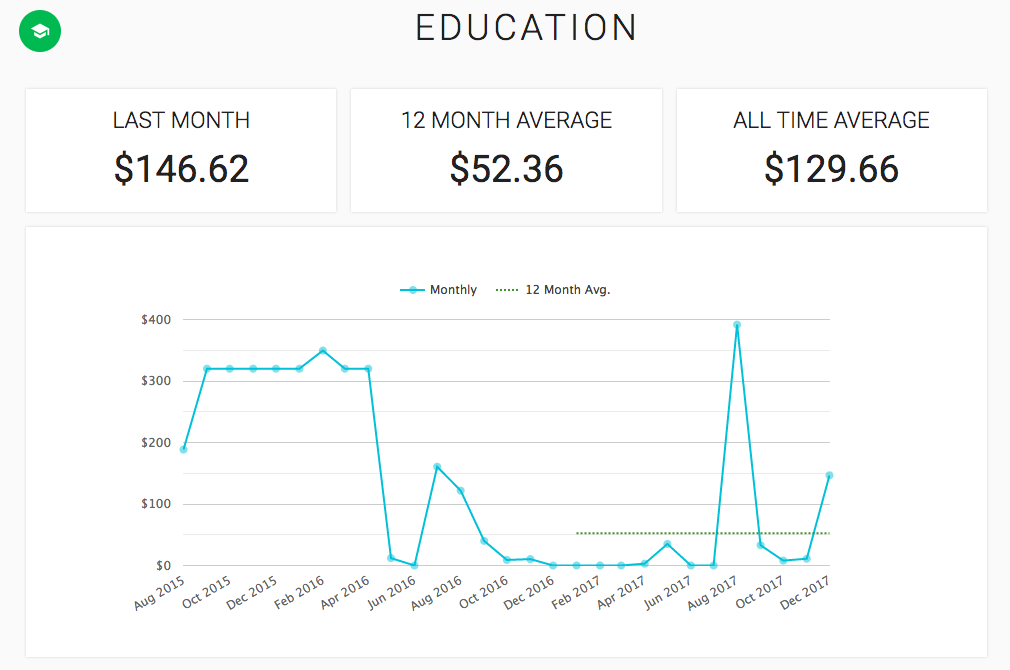 EDUCATION
LAST MONTH
$146.62
12 MONTH AVERAGE
$52.36
ALL TIME AVERAGE
$129.66
Monthly 12 Month Avg.
$400
$300
$200
$100
$0
Aug 2015 Oct 2015 Dec 2015 Feb 2016 Apr 2016 Jun 2016 Aug 2016 Oct 2016 Dec 2016 Feb 2017 Apr 2017 Jun 2017 Aug 2017 Oct 2017 Dec 2017